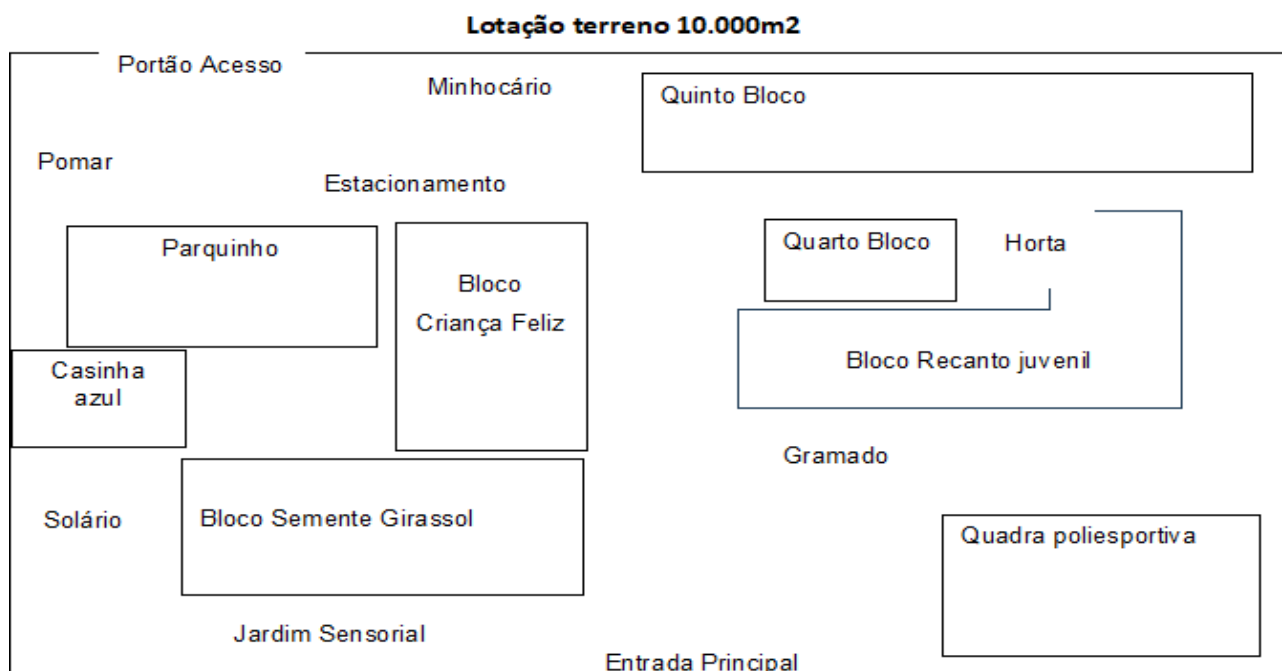 Lotação terreno 10.000m2
Portão Acesso
Minhocário
Quinto Bloco
Pomar
Estacionamento
Parquinho
Bloco
Criança Feliz
Quarto Bloco
Horta
Casinha
azul
Bloco Recanto juvenil
Gramado
Solário
Bloco Semente Girassol
Quadra poliesportiva
Jardim Sensorial
Entrada Principal